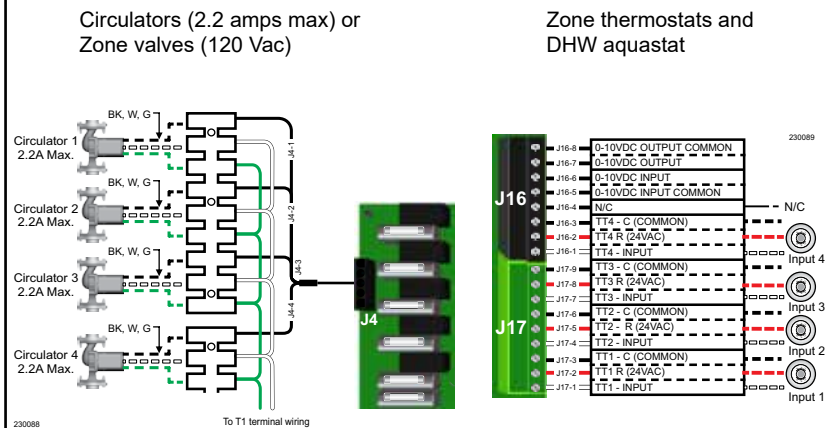 Circulators (2.2 amps max) or
Zone valves (120 Vac)
Zone thermostats and
DHW aquastat
BK, W, G
Circulator 1
2.2A Max.
BK, W, G
Circulator 2
2.2A Max.
BK, W, G
Circulator 3
2.2A Max.
BK, W, G
Circulator 4
2.2A Max.
J4-1
J4-2
J4-3
J4-4
J4
To T1 terminal wiring
230088
230089
J16
J17
J16-8 0-10VDC OUTPUT COMMON
J16-7 0-10VDC OUTPUT
J16-6 0-10VDC INPUT
J16-5 0-10VDC INPUT COMMON
J16-4 N/C N/C
J16-3 TT4 - C (COMMON)
J16-2 TT4 R (24VAC)
J16-1 TT4 - INPUT
Input 4
J17-9 TT3 - C (COMMON)
J17-8 TT3 R (24VAC)
J17-7 TT3 - INPUT
Input 3
J17-6 TT2 - C (COMMON)
J17-5 TT2 - R (24VAC)
J17-4 TT2 - INPUT
Input 2
J17-3 TT1 - C (COMMON)
J17-2 TT1 R (24VAC)
J17-1 TT1 - INPUT
Input 1